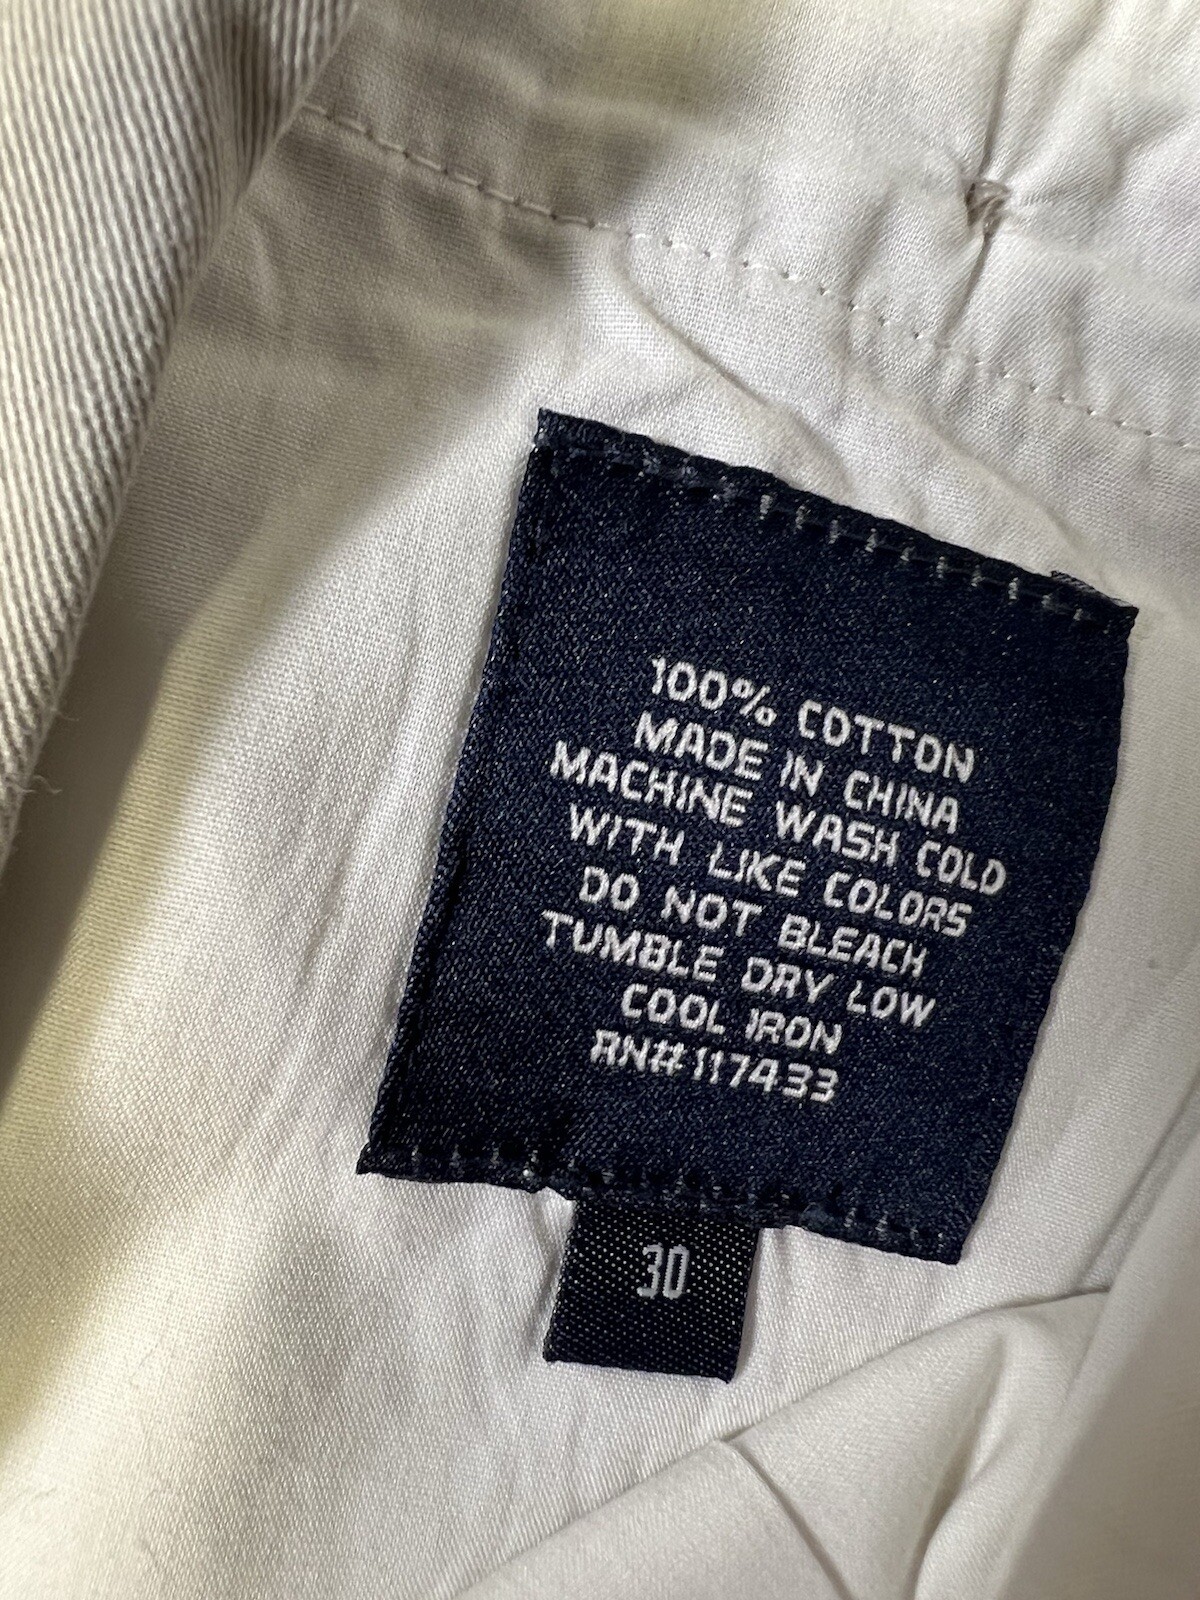 100% COTTON
MADE IN CHINA
MACHINE WASH COLD
WITH LIKE COLORS
DO NOT BLEACH
TUMBLE DRY LOW
COOL IRON
RN# 117433
30